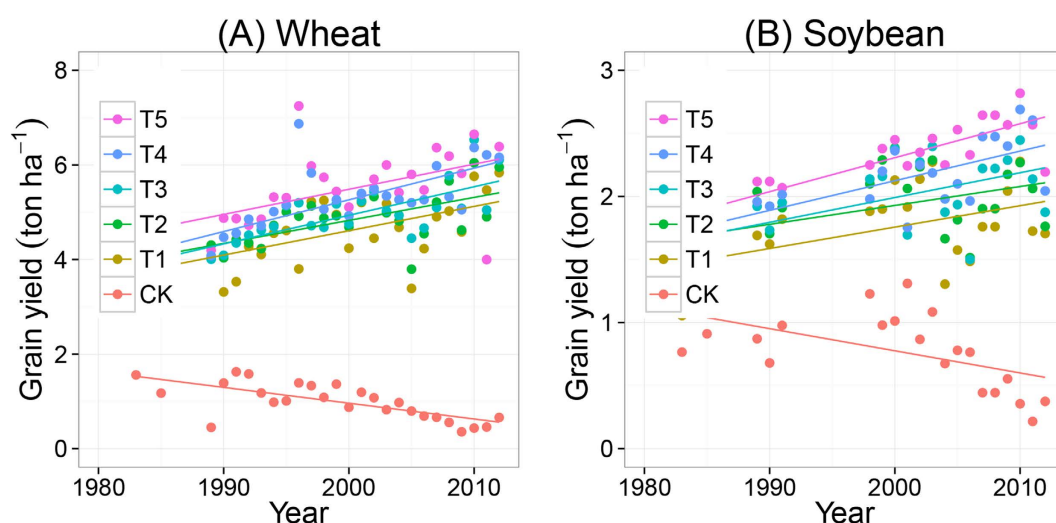 (A) Wheat
Grain yield (ton ha⁻¹)
8
6
4
2
0
T5
T4
T3
T2
T1
CK
1980
1990
2000
2010
Year
(B) Soybean
Grain yield (ton ha⁻¹)
3
2
1
0
T5
T4
T3
T2
T1
CK
1980
1990
2000
2010
Year